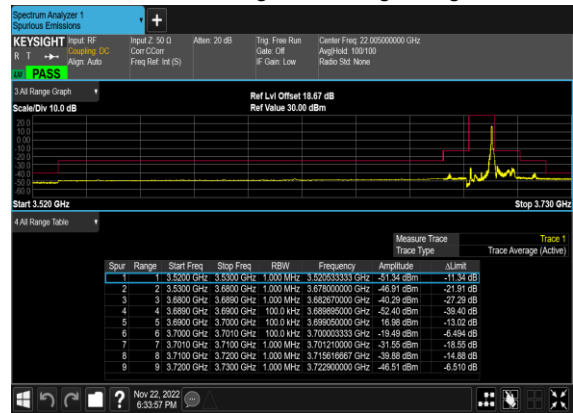 Spectrum Analyzer 1
Spurious Emissions
+
KEYSIGHT Input: RF Input Z: 50 Ω Atten: 20 dB Trig: Free Run Center Freq: 22.005000000 GHz
R T Coupling: DC Corr CCorr Gate: Off Avg|Hold: 100/100
Align: Auto Freq Ref: Int (S) IF Gain: Low Radio Std: None
PASS
3 All Range Graph
Ref Lvl Offset 18.67 dB
Scale/Div 10.0 dB Ref Value 30.00 dBm
20.0
10.0
0.00
-10.0
-20.0
-30.0
-40.0
-50.0
-60.0
Start 3.520 GHz Stop 3.730 GHz
4 All Range Table
Measure Trace Trace 1
Trace Type Trace Average (Active)
Spur Range Start Freq Stop Freq RBW Frequency Amplitude ΔLimit
1 1 3.5200 GHz 3.5300 GHz 1.000 MHz 3.520533333 GHz -51.34 dBm -11.34 dB
2 2 3.5300 GHz 3.6800 GHz 1.000 MHz 3.678000000 GHz -46.91 dBm -21.91 dB
3 3 3.6800 GHz 3.6890 GHz 1.000 MHz 3.682670000 GHz -40.29 dBm -27.29 dB
4 4 3.6890 GHz 3.6900 GHz 100.0 kHz 3.689895000 GHz -52.40 dBm -39.40 dB
5 5 3.6900 GHz 3.7000 GHz 100.0 kHz 3.699050000 GHz 16.98 dBm -13.02 dB
6 6 3.7000 GHz 3.7010 GHz 100.0 kHz 3.700003333 GHz -19.49 dBm -6.494 dB
7 7 3.7010 GHz 3.7100 GHz 1.000 MHz 3.701210000 GHz -31.55 dBm -18.55 dB
8 8 3.7100 GHz 3.7200 GHz 1.000 MHz 3.715616667 GHz -39.88 dBm -14.88 dB
9 9 3.7200 GHz 3.7300 GHz 1.000 MHz 3.722900000 GHz -46.51 dBm -6.510 dB
? Nov 22, 2022
6:33:57 PM